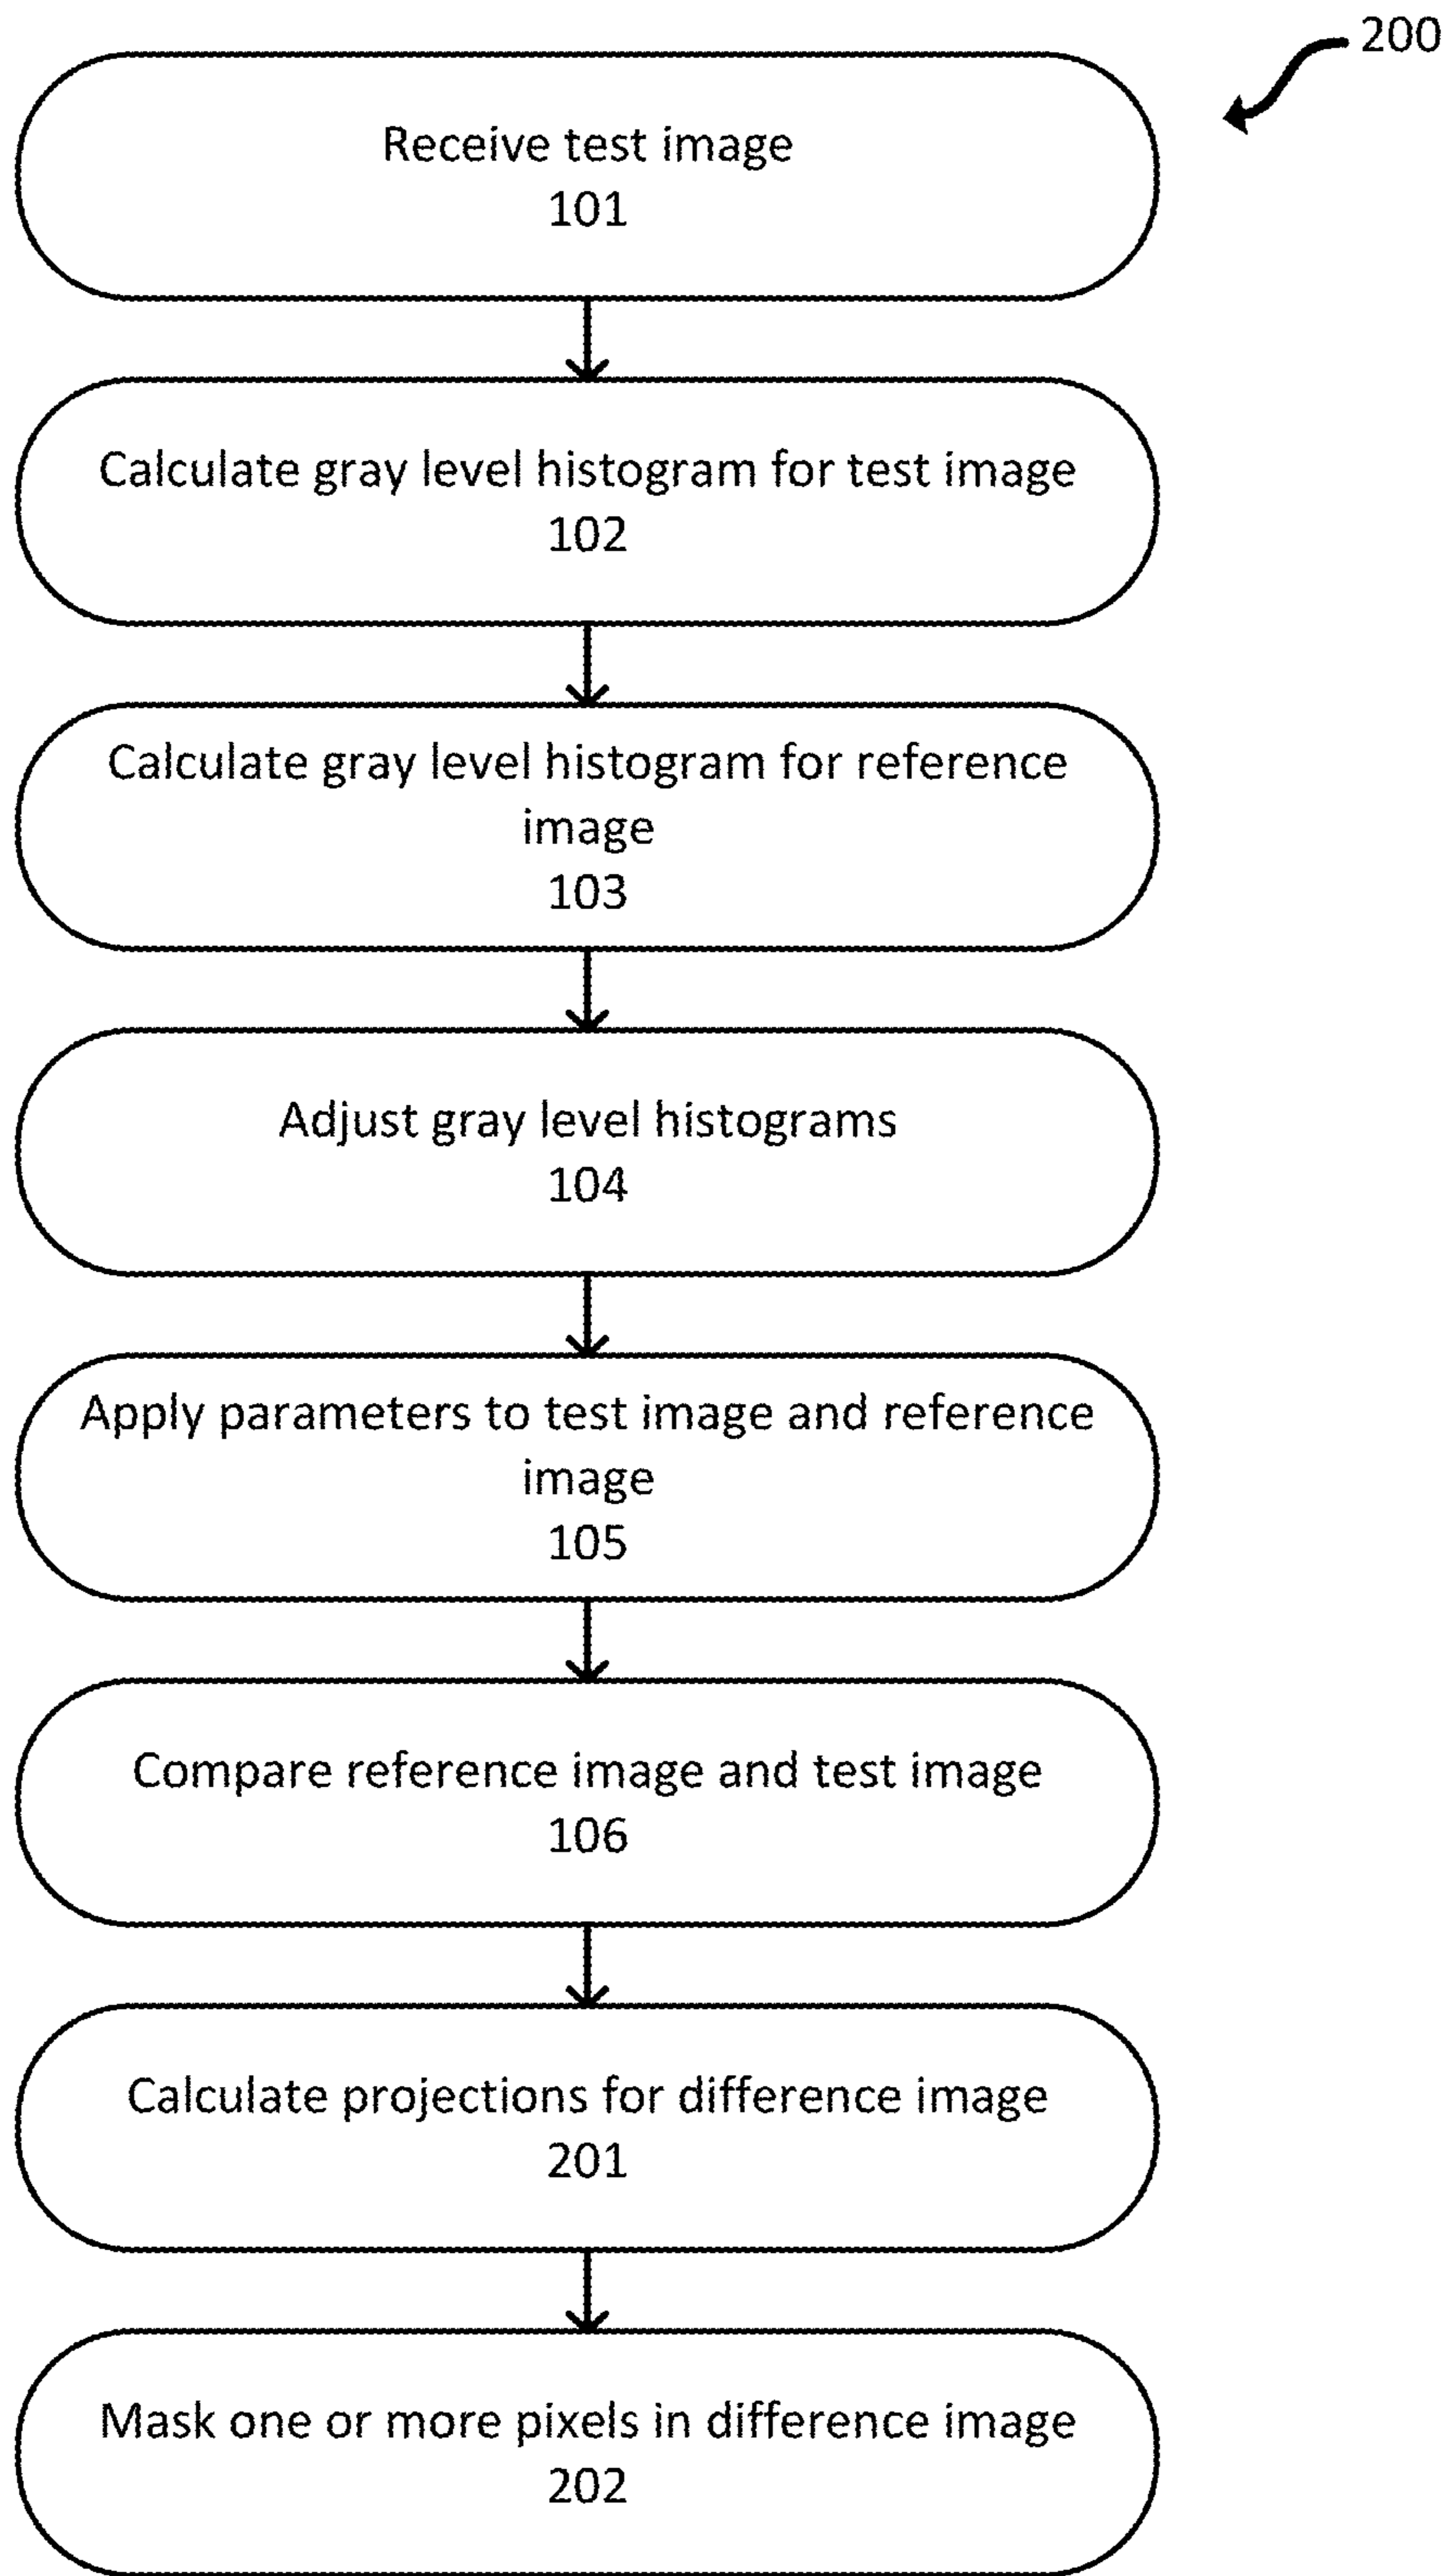 200
Receive test image
101
Calculate gray level histogram for test image
102
Calculate gray level histogram for reference
image
103
Adjust gray level histograms
104
Apply parameters to test image and reference
image
105
Compare reference image and test image
106
Calculate projections for difference image
201
Mask one or more pixels in difference image
202